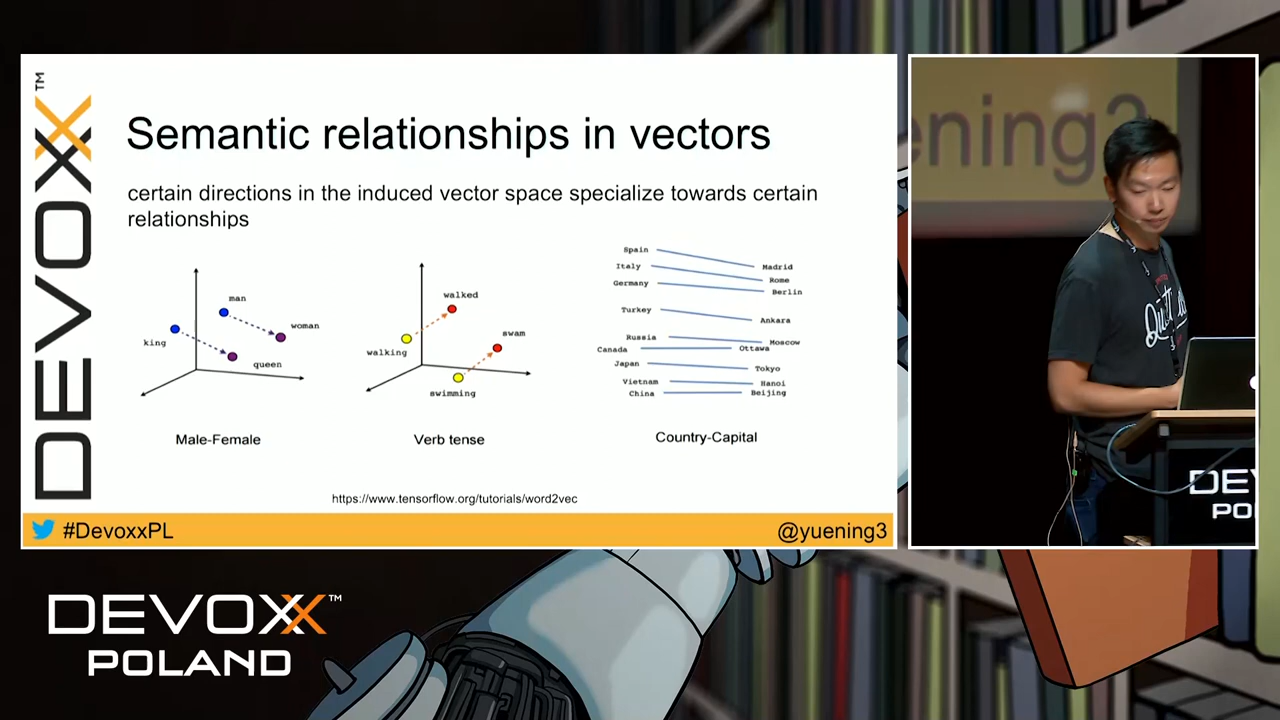 DEVOXX™
Semantic relationships in vectors
certain directions in the induced vector space specialize towards certain
relationships
man
woman
king
queen
Male-Female
walked
swam
walking
swimming
Verb tense
Spain
Madrid
Italy
Rome
Germany
Berlin
Turkey
Ankara
Russia
Moscow
Canada
Ottawa
Japan
Tokyo
Vietnam
Hanoi
China
Beijing
Country-Capital
https://www.tensorflow.org/tutorials/word2vec
#DevoxxPL
@yuening3
ening3
DEV
PO
DEVOXX™
POLAND